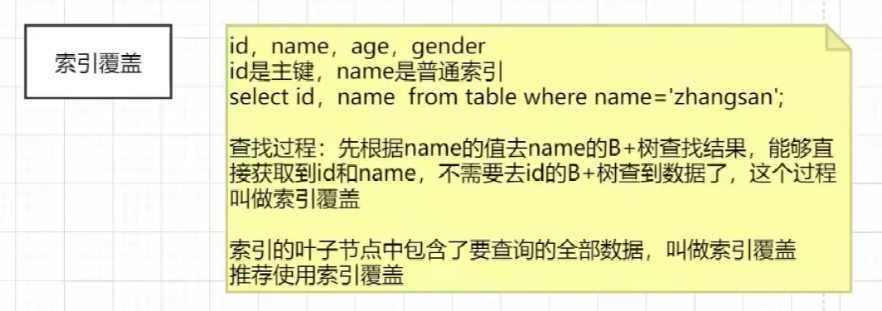 索引覆盖
id，name，age，gender
id是主键，name是普通索引
select id，name  from table where name='zhangsan';
查找过程：先根据name的值去name的B+树查找结果，能够直
接获取到id和name，不需要去id的B+树查到数据了，这个过程
叫做索引覆盖
索引的叶子节点中包含了要查询的全部数据，叫做索引覆盖
推荐使用索引覆盖